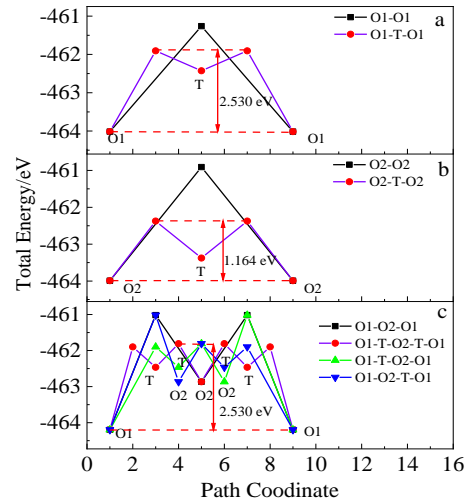 Total Energy/eV
-461
-462
-463
-464
a
O1-O1
O1-T-O1
T
2.530 eV
O1
O1
-461
-462
-463
-464
b
O2-O2
O2-T-O2
T
1.164 eV
O2
O2
-461
-462
-463
-464
c
O1-O2-O1
O1-T-O2-T-O1
O1-T-O2-O1
O1-O2-T-O1
T
T
T
T
O2
O2
O2
2.530 eV
O1
O1
0 2 4 6 8 10 12 14 16
Path Coodinate